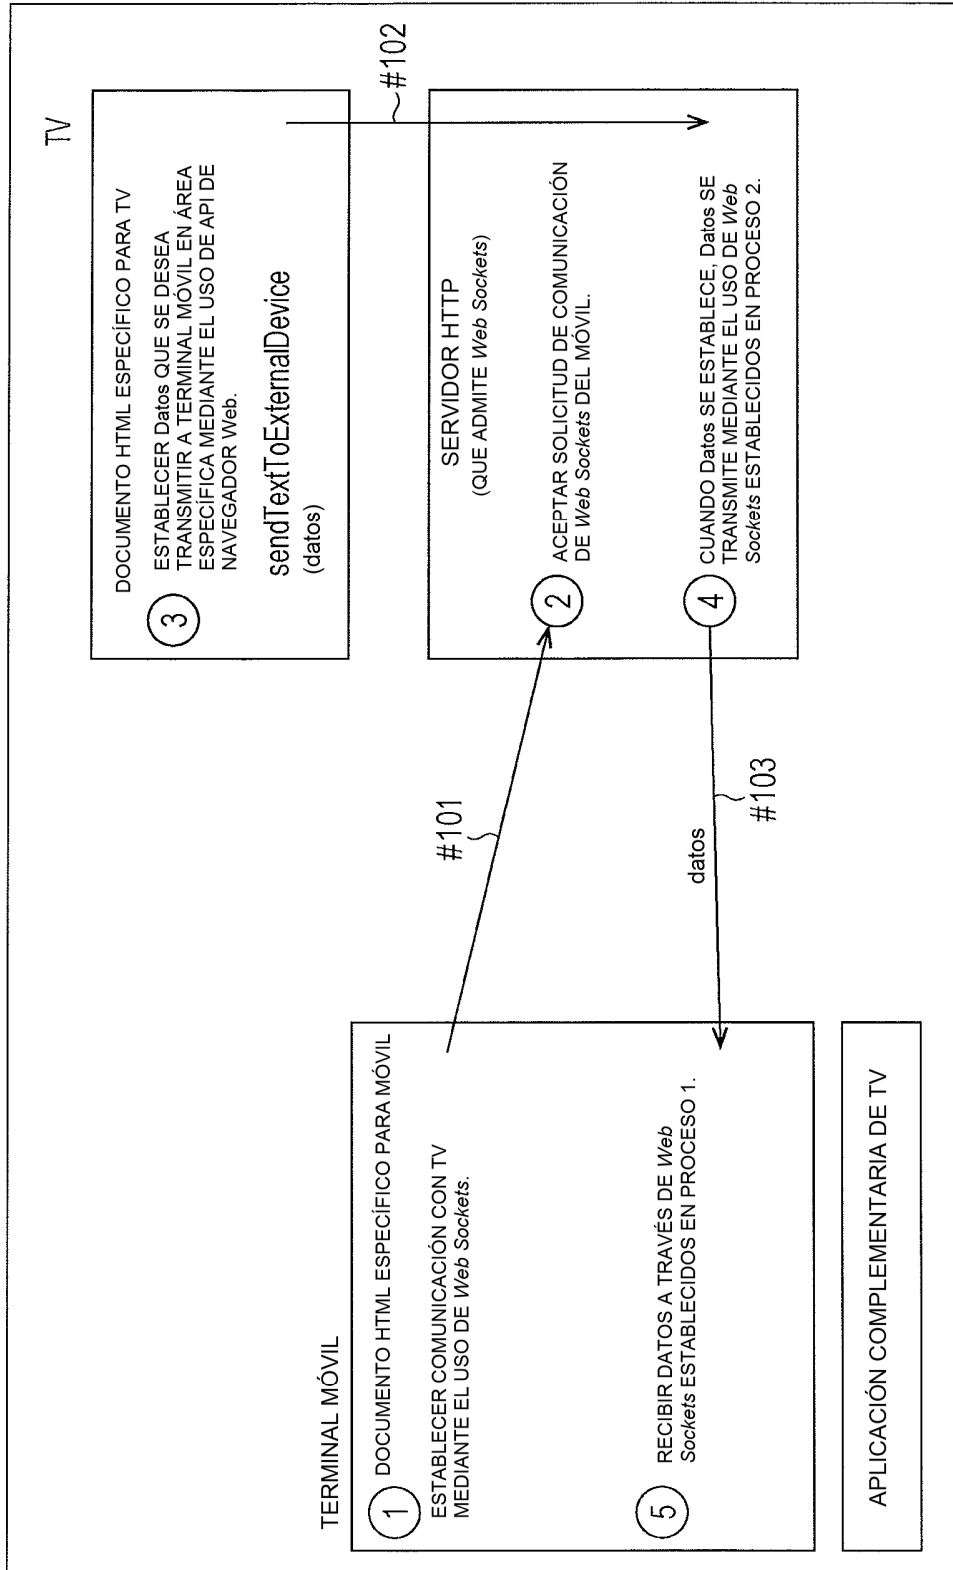 TV
DOCUMENTO HTML ESPECÍFICO PARA TV
3
ESTABLECER Datos QUE SE DESEA
TRANSMITIR A TERMINAL MÓVIL EN ÁREA
ESPECÍFICA MEDIANTE EL USO DE API DE
NAVEGADOR Web.
sendTextToExternalDevice
(datos)
#102
SERVIDOR HTTP
(QUE ADMITE Web Sockets)
2
ACEPTAR SOLICITUD DE COMUNICACIÓN
DE Web Sockets DEL MÓVIL.
4
CUANDO Datos SE ESTABLECE, Datos SE
TRANSMITE MEDIANTE EL USO DE Web
Sockets ESTABLECIDOS EN PROCESO 2.
#101
datos
#103
TERMINAL MÓVIL
1
DOCUMENTO HTML ESPECÍFICO PARA MÓVIL
ESTABLECER COMUNICACIÓN CON TV
MEDIANTE EL USO DE Web Sockets.
5
RECIBIR DATOS A TRAVÉS DE Web
Sockets ESTABLECIDOS EN PROCESO 1.
APLICACIÓN COMPLEMENTARIA DE TV